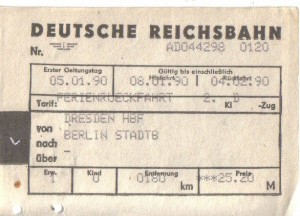 DEUTSCHE REICHSBAHN
Nr. AD044298 0120
Erster Geltungstag Gültig bis einschließlich
Hinfahrt Rückfahrt
05.01.90 08.01.90 04.02.90
Tarif: FERIENRUECKFAHRT 2. Kl D -Zug
von DRESDEN HBF
nach BERLIN STADTB
über -
Erw. Kind Entfernung Preis
1 0 0180 km ***25.20 M